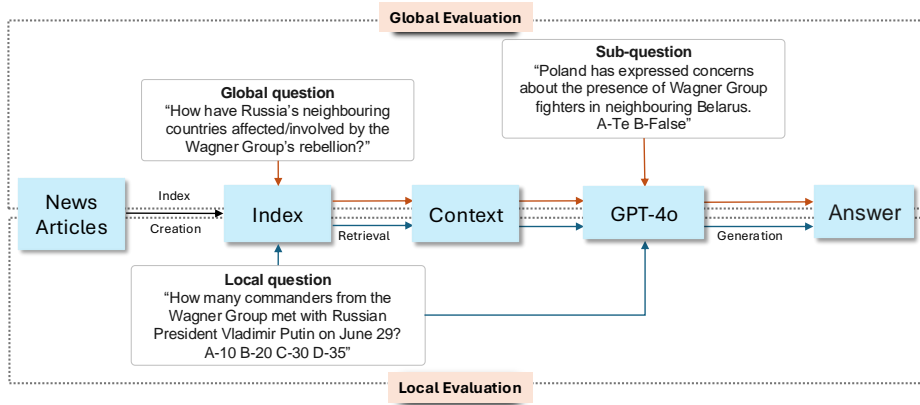 Global Evaluation
Sub-question
“Poland has expressed concerns
about the presence of Wagner Group
fighters in neighbouring Belarus.
A-Te B-False”
Global question
“How have Russia’s neighbouring
countries affected/involved by the
Wagner Group’s rebellion?”
News
Articles
Index
Creation
Index
Retrieval
Context
GPT-4o
Generation
Answer
Local question
“How many commanders from the
Wagner Group met with Russian
President Vladimir Putin on June 29?
A-10 B-20 C-30 D-35”
Local Evaluation